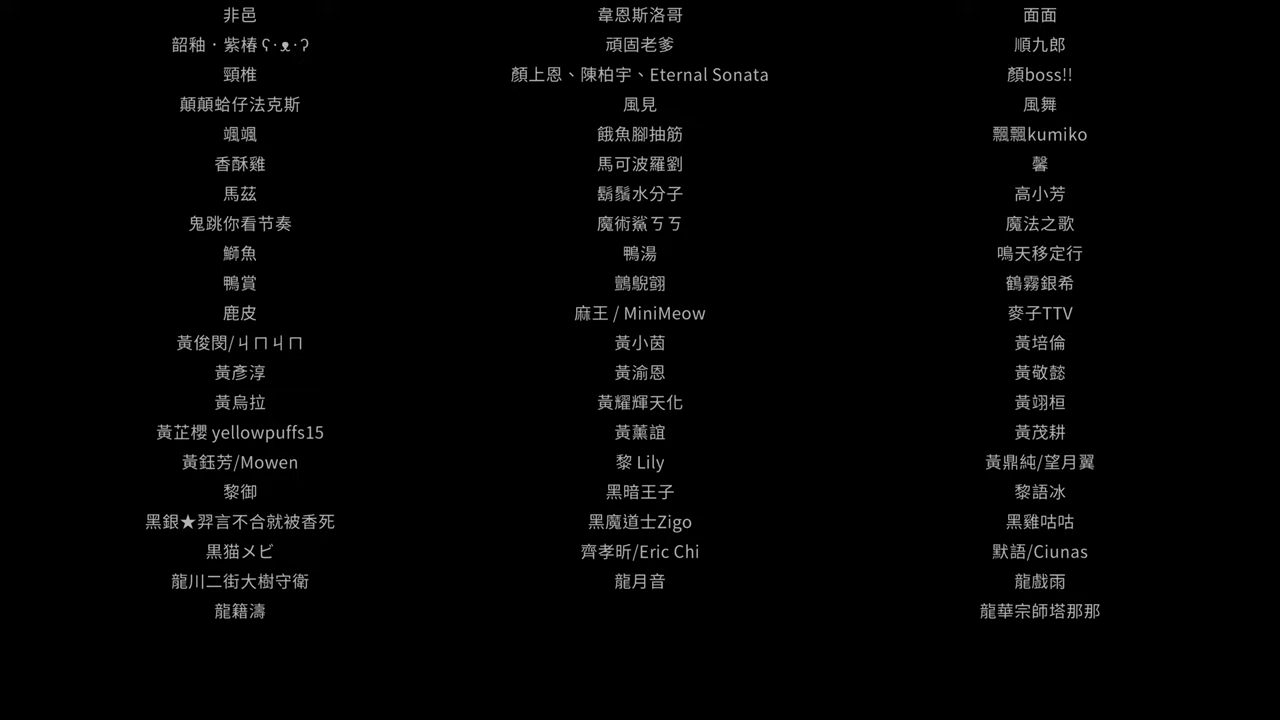 非邑 韋恩斯洛哥 面面
韶釉・紫椿ʕ·ᴥ·ʔ 頑固老爹 順九郎
頸椎 顏上恩、陳柏宇、Eternal Sonata 顏boss!!
顛顛蛤仔法克斯 風見 風舞
颯颯 餓魚腳抽筋 飄飄kumiko
香酥雞 馬可波羅劉 馨
馬茲 鬍鬚水分子 高小芳
鬼跳你看节奏 魔術鯊ㄎㄎ 魔法之歌
鰤魚 鴨湯 鳴天移定行
鴨賞 鸇鯢翧 鶴霧銀希
鹿皮 麻王 / MiniMeow 麥子TTV
黃俊閔/ㄐㄇㄐㄇ 黃小茵 黃培倫
黃彥淳 黃渝恩 黃敬懿
黃烏拉 黃耀輝天化 黃翊桓
黃芷櫻 yellowpuffs15 黃薰誼 黃茂耕
黃鈺芳/Mowen 黎 Lily 黃鼎純/望月翼
黎御 黑暗王子 黎語冰
黑銀★羿言不合就被香死 黑魔道士Zigo 黑雞咕咕
黒猫メビ 齊孝昕/Eric Chi 默語/Ciunas
龍川二街大樹守衛 龍月音 龍戲雨
龍籍濤 龍華宗師塔那那